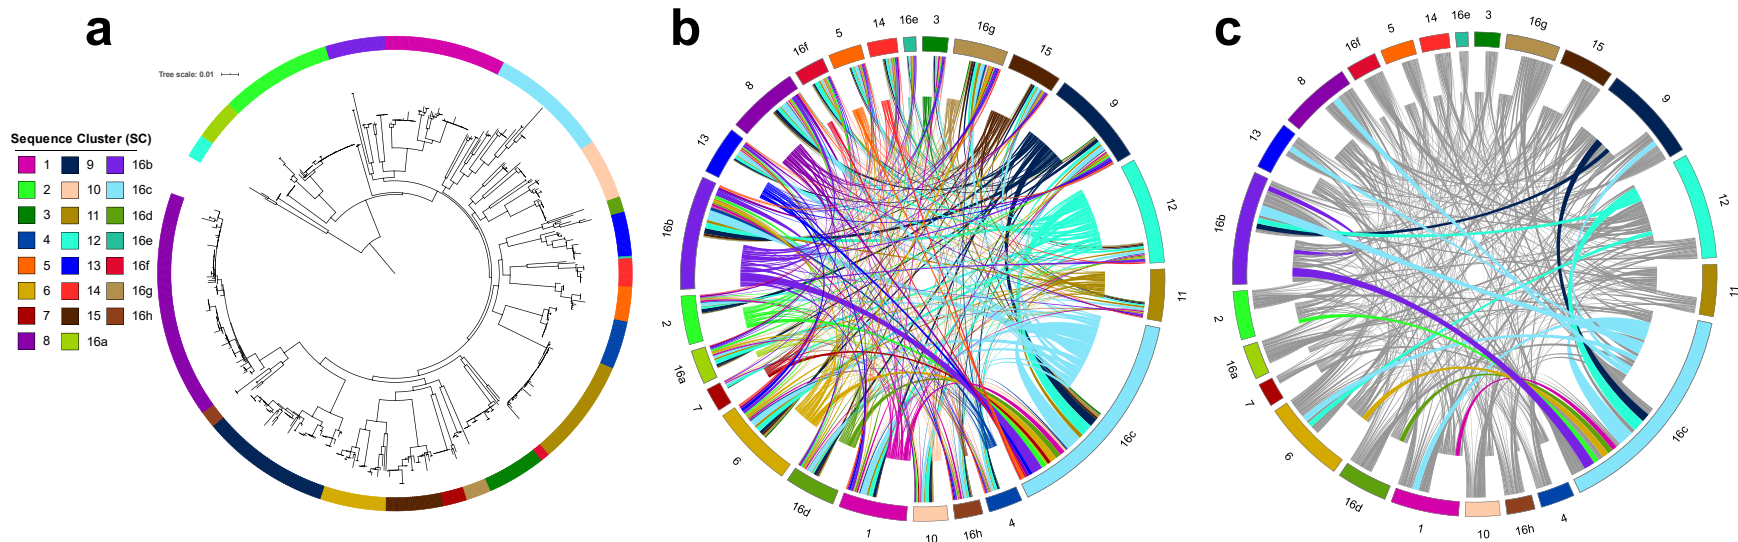 a
Tree scale: 0.01
Sequence Cluster (SC)
1 9 16b
2 10 16c
3 11 16d
4 12 16e
5 13 16f
6 14 16g
7 15 16h
8 16a
b
16e
3
16g
15
9
12
11
16c
4
16h
10
1
16d
6
7
16a
2
16b
13
8
16f
5
14
c
16e
3
16g
15
9
12
11
16c
4
16h
10
1
16d
6
7
16a
2
16b
13
8
16f
5
14